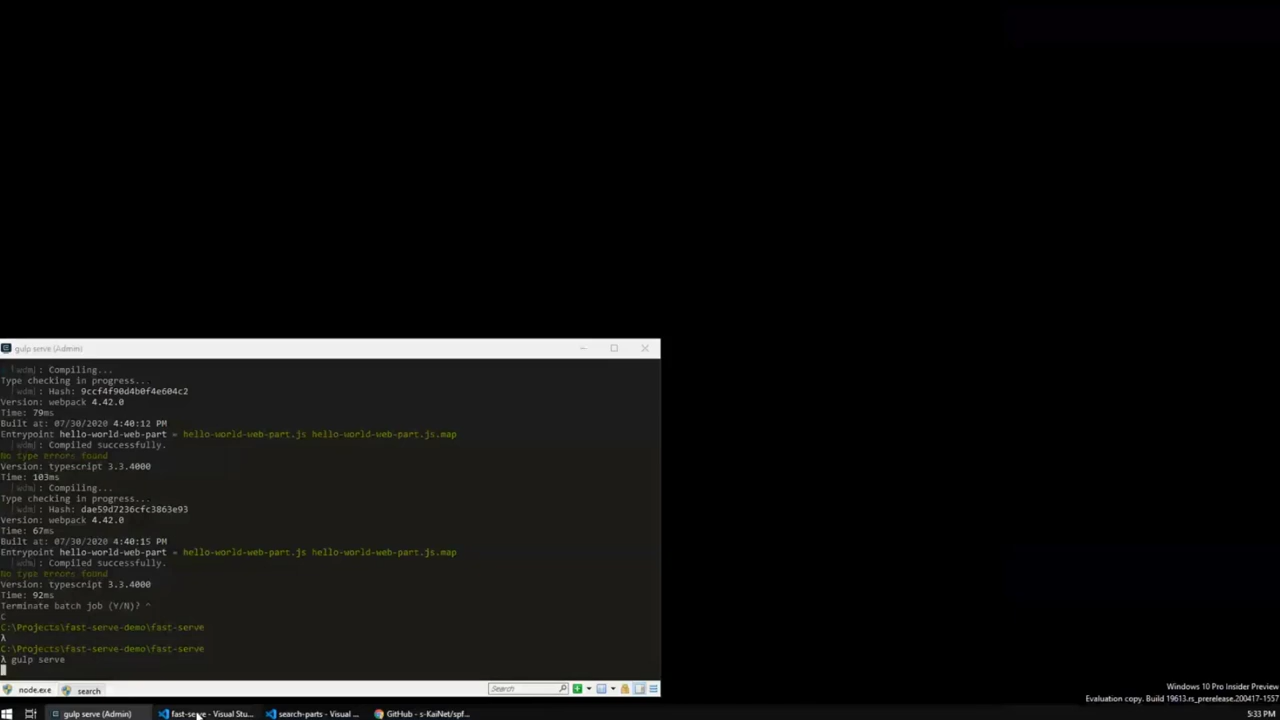 gulp serve (Admin)
[wdm]: Compiling...
Type checking in progress...
[wdm]: Hash: 9ccf4f90d4b0f4e604c2
Version: webpack 4.42.0
Time: 79ms
Built at: 07/30/2020 4:40:12 PM
Entrypoint hello-world-web-part = hello-world-web-part.js hello-world-web-part.js.map
[wdm]: Compiled successfully.
No type errors found
Version: typescript 3.3.4000
Time: 103ms
[wdm]: Compiling...
Type checking in progress...
[wdm]: Hash: dae59d7236cfc3863e93
Version: webpack 4.42.0
Time: 67ms
Built at: 07/30/2020 4:40:15 PM
Entrypoint hello-world-web-part = hello-world-web-part.js hello-world-web-part.js.map
[wdm]: Compiled successfully.
No type errors found
Version: typescript 3.3.4000
Time: 92ms
Terminate batch job (Y/N)? ^
C
C:\Projects\fast-serve-demo\fast-serve
λ
C:\Projects\fast-serve-demo\fast-serve
λ gulp serve
node.exe search Search
Windows 10 Pro Insider Preview
Evaluation copy. Build 19613.rs_prerelease.200417-1557
gulp serve (Admin) fast-serve - Visual Stu... search-parts - Visual ... GitHub - s-KaiNet/spf... 5:33 PM